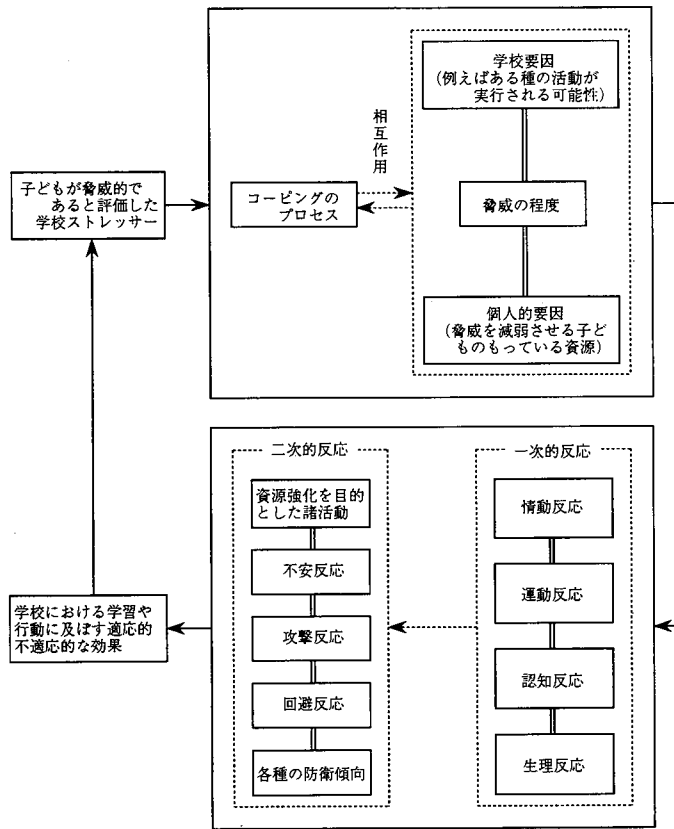 学校要因
(例えばある種の活動が
実行される可能性)
相互作用
子どもが脅威的で
あると評価した
学校ストレッサー
コーピングの
プロセス
脅威の程度
個人的要因
(脅威を減弱させる子ど
ものもっている資源)
二次的反応
一次的反応
資源強化を目的
とした諸活動
不安反応
攻撃反応
回避反応
各種の防衛傾向
情動反応
運動反応
認知反応
生理反応
学校における学習や
行動に及ぼす適応的
不適応的な効果